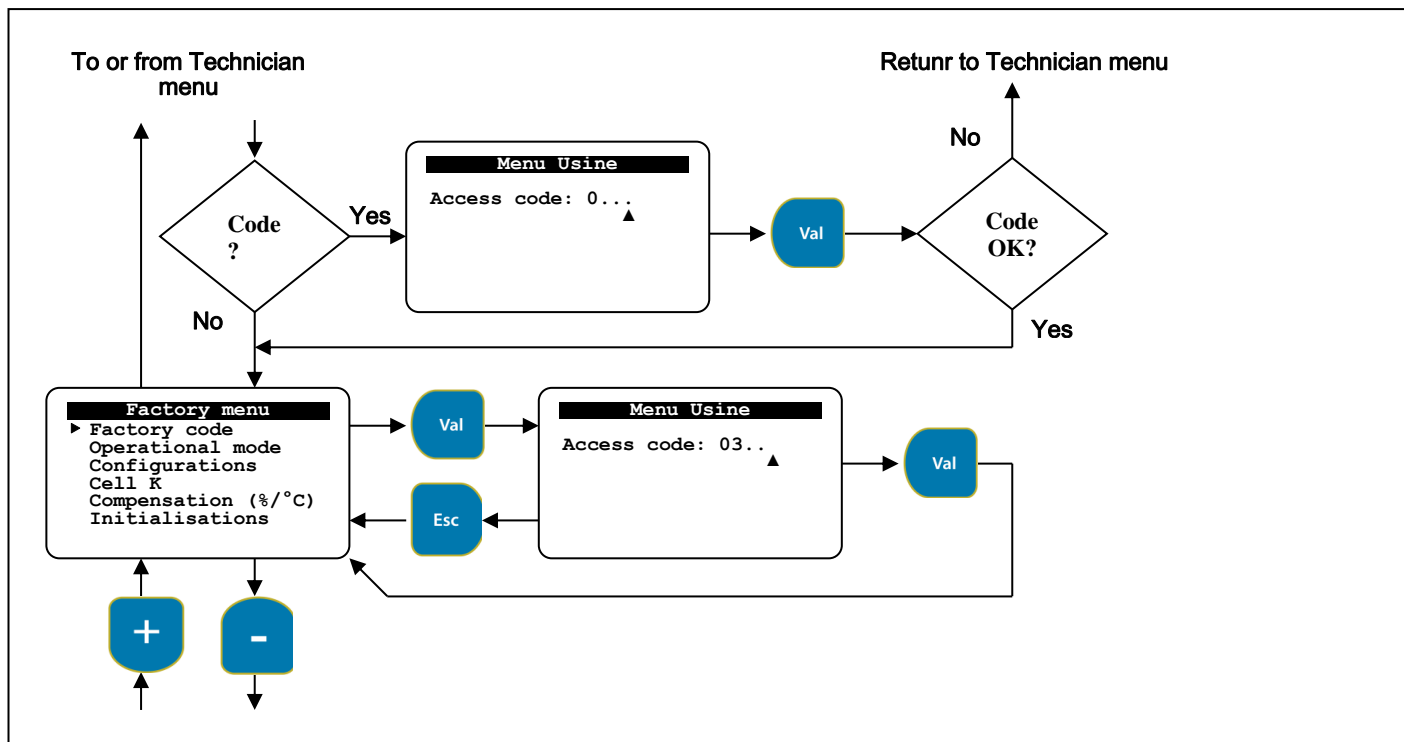 To or from Technician
menu
Retunr to Technician menu
No
Menu Usine
Access code: 0...
▲
Code
?
Yes
Val
Code
OK?
No
Yes
Factory menu
▶ Factory code
Operational mode
Configurations
Cell K
Compensation (%/°C)
Initialisations
Val
Menu Usine
Access code: 03..
▲
Val
Esc
+
-